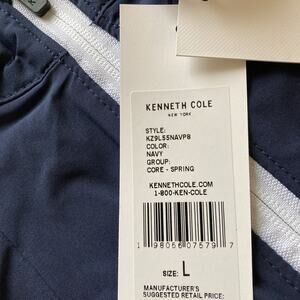 KENNETH COLE
NEW YORK
STYLE:
KZ9L55NAVP8
COLOR:
NAVY
GROUP:
CORE - SPRING
KENNETHCOLE.COM
1-800-KEN-COLE
1 98056 07579 7
SIZE: L
MANUFACTURER'S
SUGGESTED RETAIL PRICE: